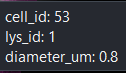 cell_id: 53
lys_id: 1
diameter_um: 0.8